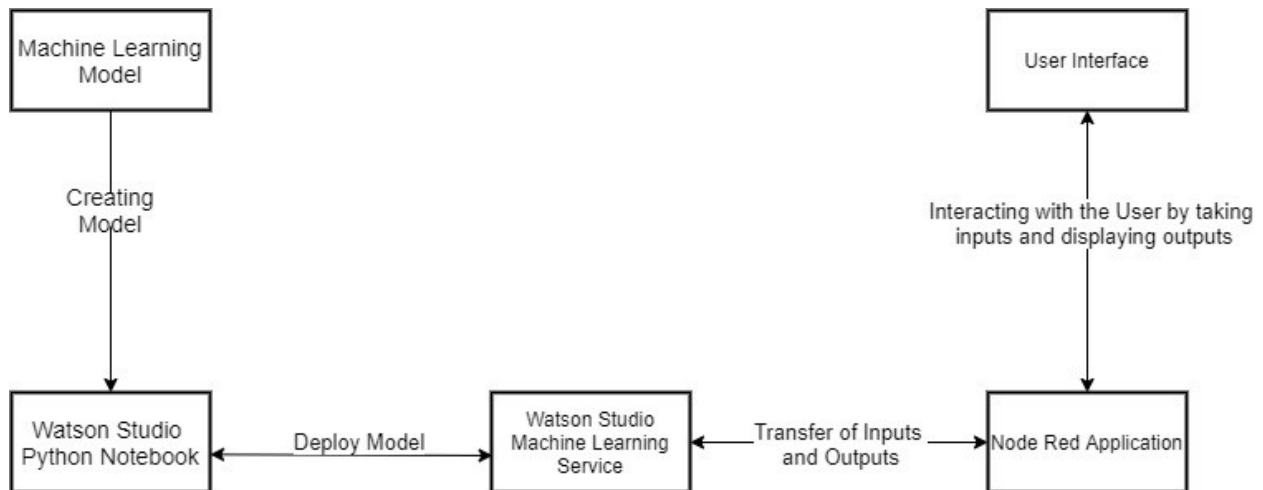 Machine Learning
Model
User Interface
Creating
Model
Interacting with the User by taking
inputs and displaying outputs
Watson Studio
Python Notebook
Deploy Model
Watson Studio
Machine Learning
Service
Transfer of Inputs
and Outputs
Node Red Application